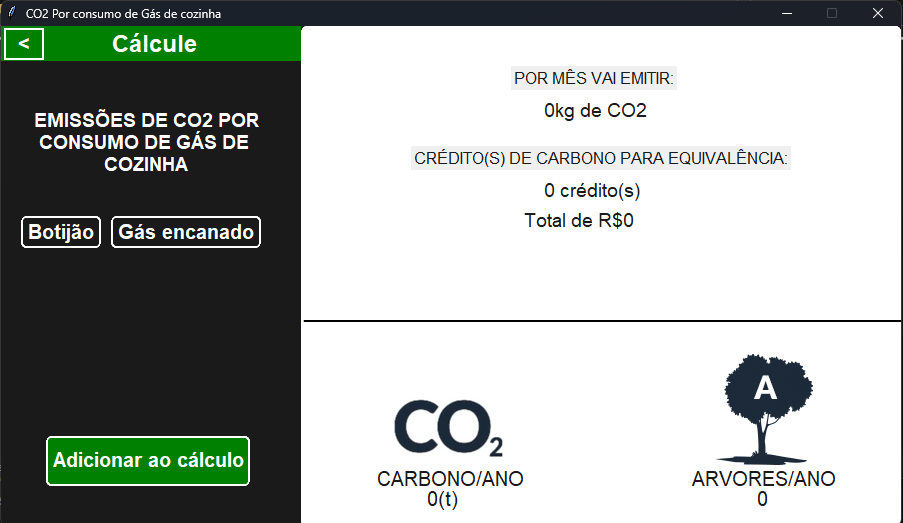 CO2 Por consumo de Gás de cozinha
<
Cálcule
EMISSÕES DE CO2 POR
CONSUMO DE GÁS DE
COZINHA
Botijão
Gás encanado
Adicionar ao cálculo
POR MÊS VAI EMITIR:
0kg de CO2
CRÉDITO(S) DE CARBONO PARA EQUIVALÊNCIA:
0 crédito(s)
Total de R$0
CO2
CARBONO/ANO
0(t)
A
ARVORES/ANO
0